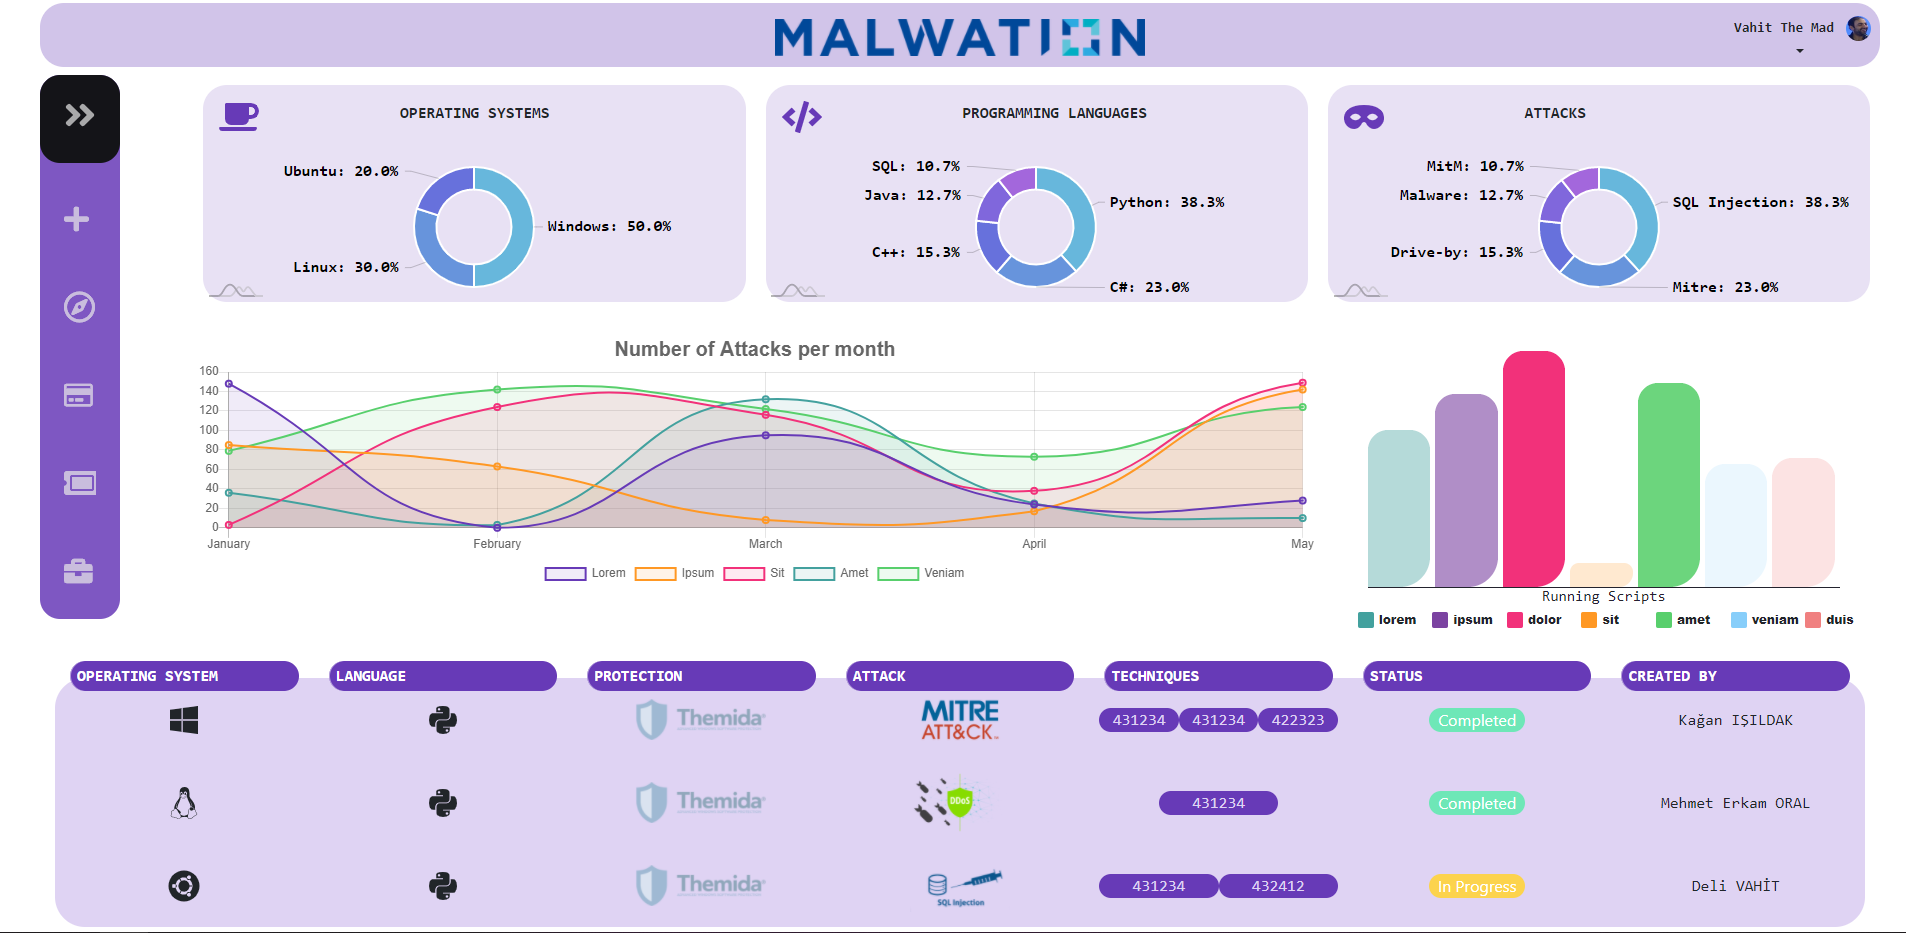 MALWATION
Vahit The Mad
OPERATING SYSTEMS
Ubuntu: 20.0%
Windows: 50.0%
Linux: 30.0%
PROGRAMMING LANGUAGES
SQL: 10.7%
Java: 12.7%
Python: 38.3%
C++: 15.3%
C#: 23.0%
ATTACKS
MitM: 10.7%
Malware: 12.7%
SQL Injection: 38.3%
Drive-by: 15.3%
Mitre: 23.0%
Number of Attacks per month
160
140
120
100
80
60
40
20
0
January February March April May
Lorem Ipsum Sit Amet Veniam
Running Scripts
lorem ipsum dolor sit amet veniam duis
OPERATING SYSTEM LANGUAGE PROTECTION ATTACK TECHNIQUES STATUS CREATED BY
Themida MITRE ATT&CK 431234 431234 422323 Completed Kağan IŞILDAK
Themida DDoS 431234 Completed Mehmet Erkam ORAL
Themida SQL Injection 431234 432412 In Progress Deli VAHİT